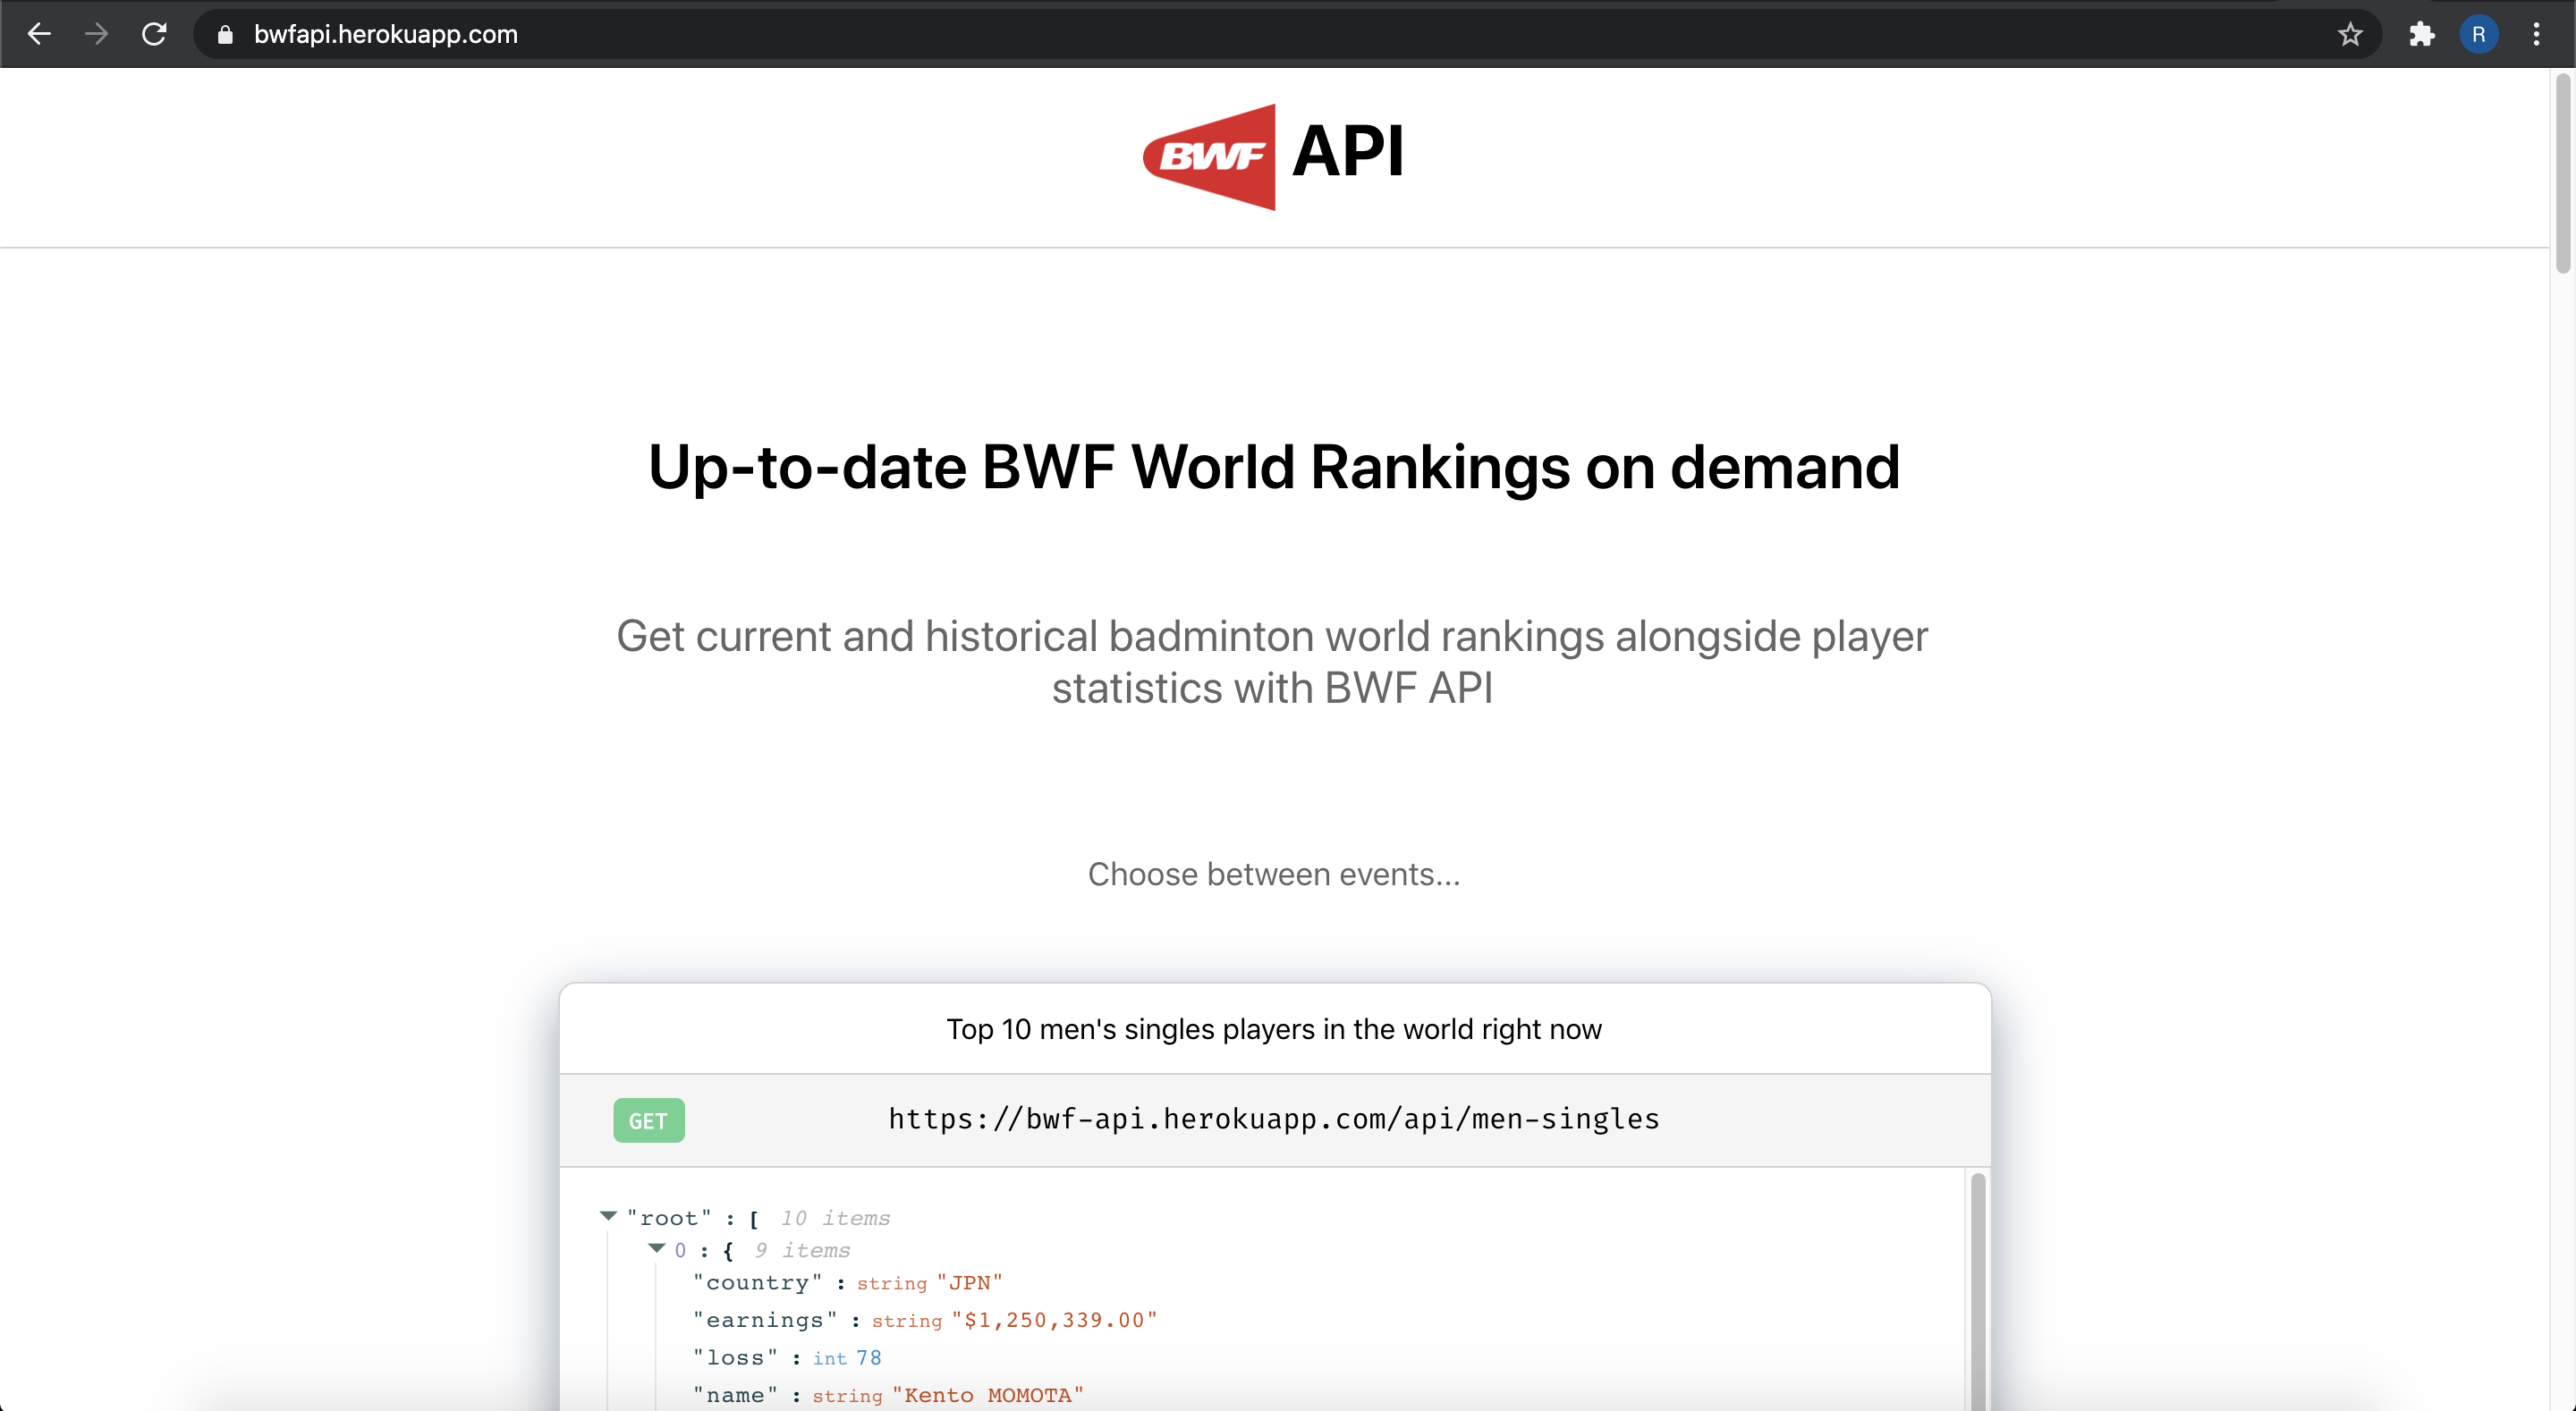 bwfapi.herokuapp.com
R
BWF API
Up-to-date BWF World Rankings on demand
Get current and historical badminton world rankings alongside player
statistics with BWF API
Choose between events...
Top 10 men's singles players in the world right now
GET https://bwf-api.herokuapp.com/api/men-singles
"root" : [ 10 items
0 : { 9 items
"country" : string "JPN"
"earnings" : string "$1,250,339.00"
"loss" : int 78
"name" : string "Kento MOMOTA"